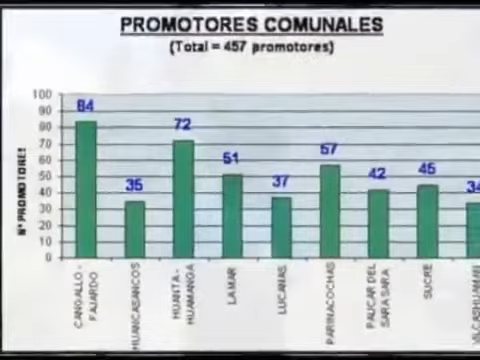 PROMOTORES COMUNALES
(Total = 457 promotores)
Nº PROMOTORES
100
90
80
70
60
50
40
30
20
10
0
84
35
72
51
37
57
42
45
34
CANGALLO -
FAJARDO
HUANCASANCOS
HUANTA -
HUAMANGA
LA MAR
LUCANAS
PARINACOCHAS
PAUCAR DEL
SARA SARA
SUCRE
VILCASHUAMAN